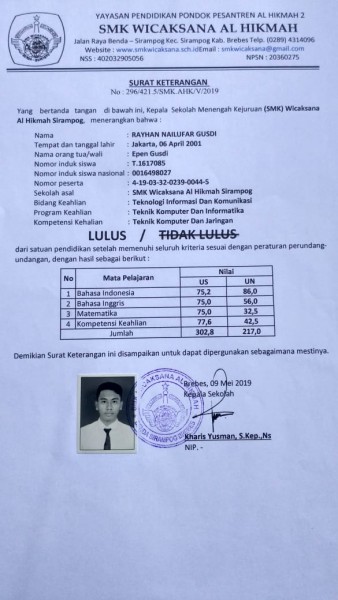 YAYASAN PENDIDIKAN PONDOK PESANTREN AL HIKMAH 2
SMK WICAKSANA AL HIKMAH
Jalan Raya Benda – Sirampog Kec. Sirampog Kab. Brebes Telp. (0289) 4314096
Website : www.smkwicaksana.sch.id Email : smkwicaksana@gmail.com
NSS : 402032905056 NPSN : 20360275
SURAT KETERANGAN
No : 296/421.5/SMK.AHK/V/2019
Yang bertanda tangan di bawah ini, Kepala Sekolah Menengah Kejuruan (SMK) Wicaksana
Al Hikmah Sirampog, menerangkan bahwa :
Nama : RAYHAN NAILUFAR GUSDI
Tempat dan tanggal lahir : Jakarta, 06 April 2001
Nama orang tua/wali : Epen Gusdi
Nomor induk siswa : T.1617085
Nomor induk siswa nasional : 0016498027
Nomor peserta : 4-19-03-32-0239-0044-5
Sekolah asal : SMK Wicaksana Al Hikmah Sirampog
Bidang Keahlian : Teknologi Informasi Dan Komunikasi
Program Keahlian : Teknik Komputer Dan Informatika
Kompetensi Kehalian : Teknik Komputer Dan Jaringan
LULUS / TIDAK LULUS
dari satuan pendidikan setelah memenuhi seluruh kriteria sesuai dengan peraturan perundang-
undangan, dengan hasil sebagai berikut :
No Mata Pelajaran Nilai
US UN
1 Bahasa Indonesia 75,2 86,0
2 Bahasa Inggris 75,0 56,0
3 Matematika 75,0 32,5
4 Kompetensi Keahlian 77,6 42,5
Jumlah 302,8 217,0
Demikian Surat Keterangan ini disampaikan untuk dapat dipergunakan sebagaimana mestinya.
Brebes, 09 Mei 2019
Kepala Sekolah
Kharis Yusman, S.Kep.,Ns
NIP. -